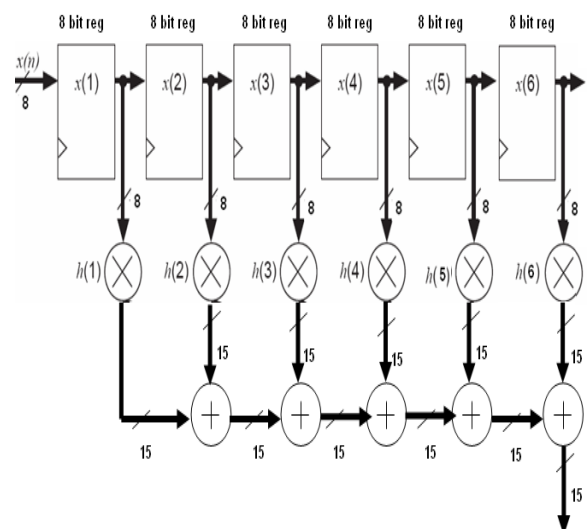 8 bit reg 8 bit reg 8 bit reg 8 bit reg 8 bit reg 8 bit reg
x(n) x(1) x(2) x(3) x(4) x(5) x(6)
8
8 8 8 8 8 8
h(1) h(2) h(3) h(4) h(5) h(6)
15 15 15 15 15
15 15 15 15 15
15